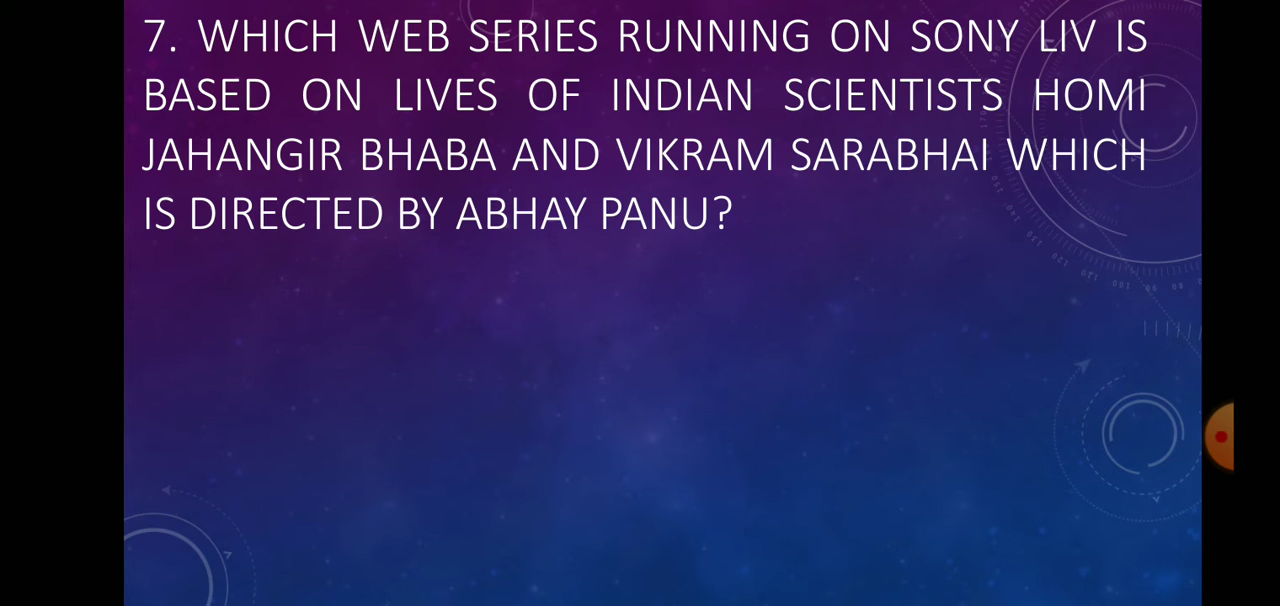 7. WHICH WEB SERIES RUNNING ON SONY LIV IS
BASED ON LIVES OF INDIAN SCIENTISTS HOMI
JAHANGIR BHABA AND VIKRAM SARABHAI WHICH
IS DIRECTED BY ABHAY PANU?